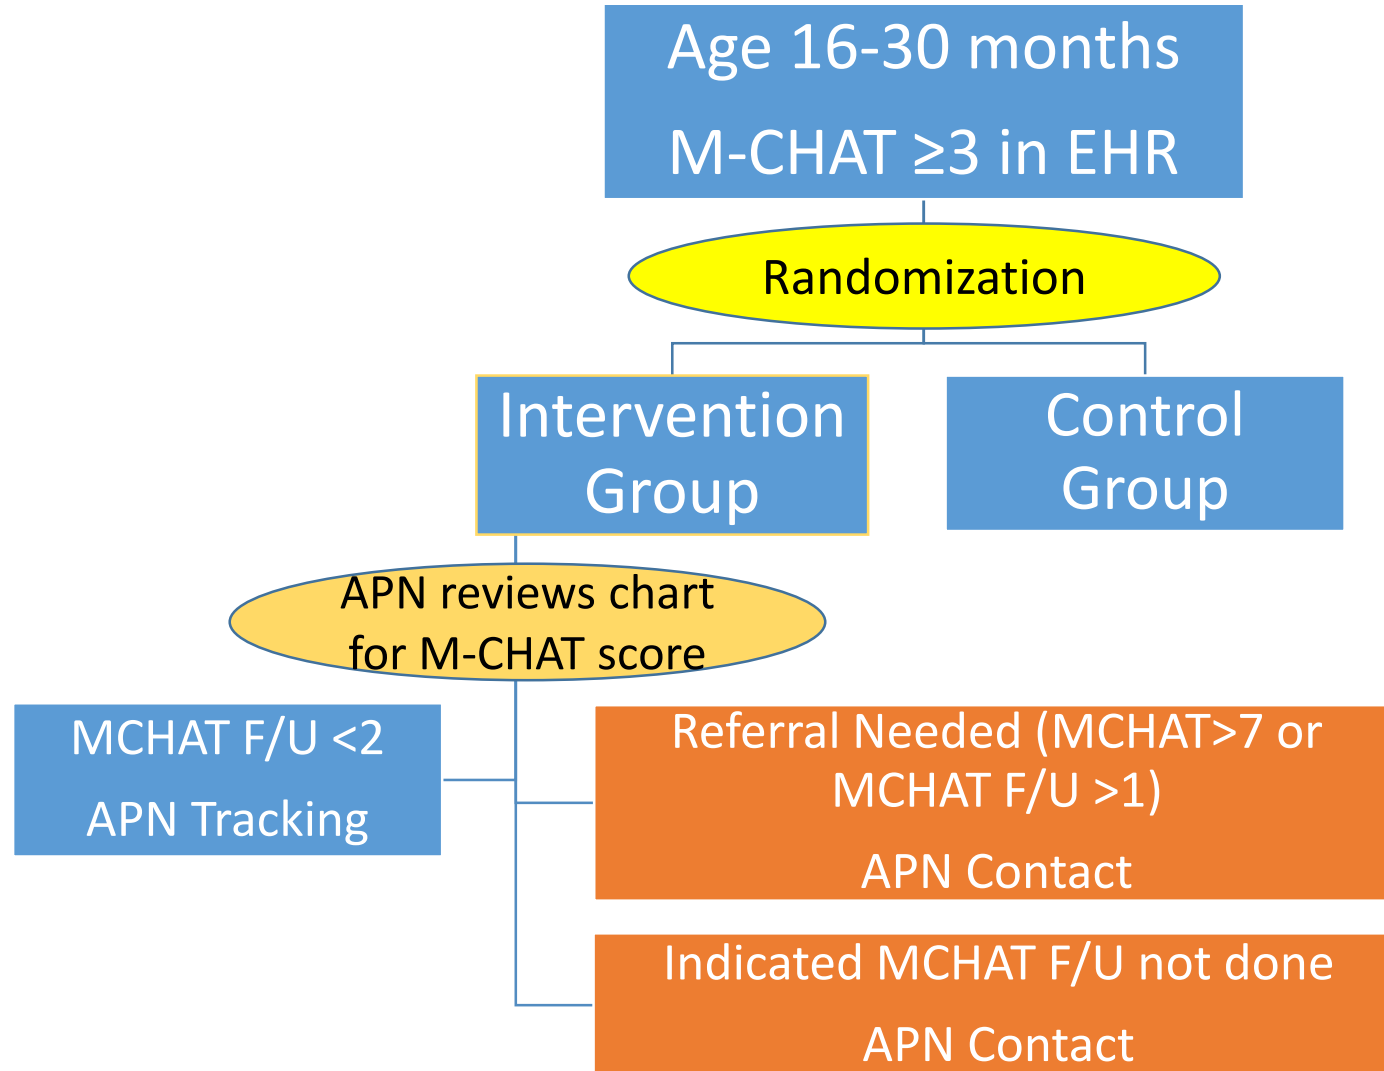 Age 16-30 months
M-CHAT ≥3 in EHR
Randomization
Intervention
Group
Control
Group
APN reviews chart
for M-CHAT score
MCHAT F/U <2
APN Tracking
Referral Needed (MCHAT>7 or
MCHAT F/U >1)
APN Contact
Indicated MCHAT F/U not done
APN Contact